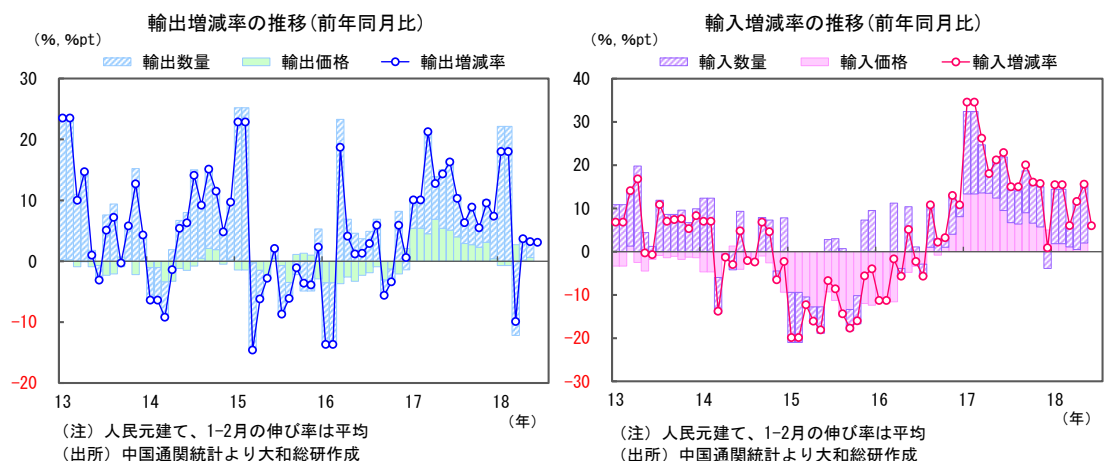 輸出増減率の推移(前年同月比)
(%, %pt)
輸出数量 輸出価格 輸出増減率
30
20
10
0
-10
-20
13 14 15 16 17 18
(年)
(注) 人民元建て、1-2月の伸び率は平均
(出所) 中国通関統計より大和総研作成
輸入増減率の推移(前年同月比)
(%, %pt)
輸入数量 輸入価格 輸入増減率
40
30
20
10
0
-10
-20
-30
13 14 15 16 17 18
(年)
(注) 人民元建て、1-2月の伸び率は平均
(出所) 中国通関統計より大和総研作成